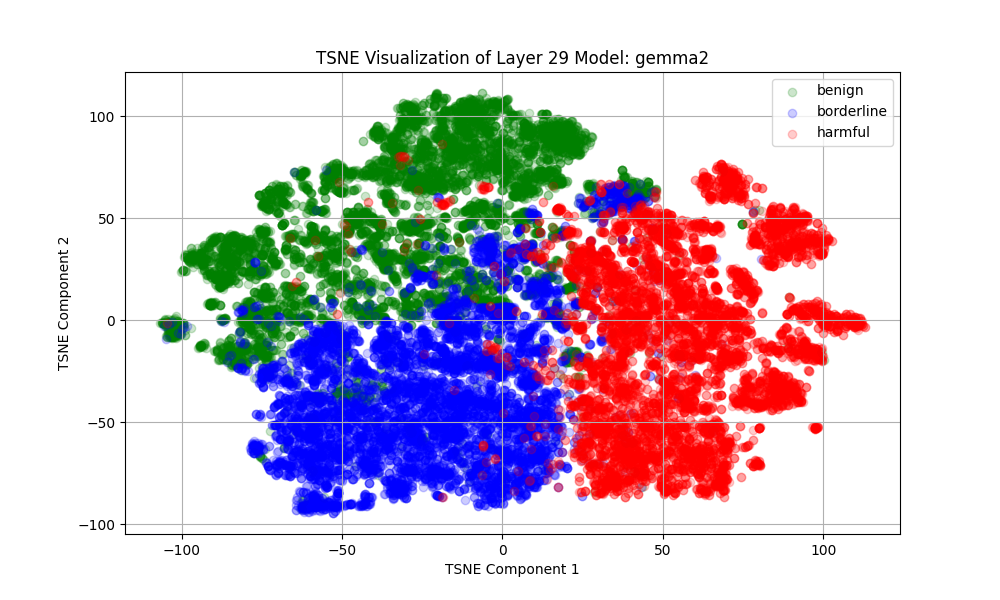 TSNE Visualization of Layer 29 Model: gemma2
benign
borderline
harmful
TSNE Component 2
100
50
0
−50
−100
−100
−50
0
50
100
TSNE Component 1